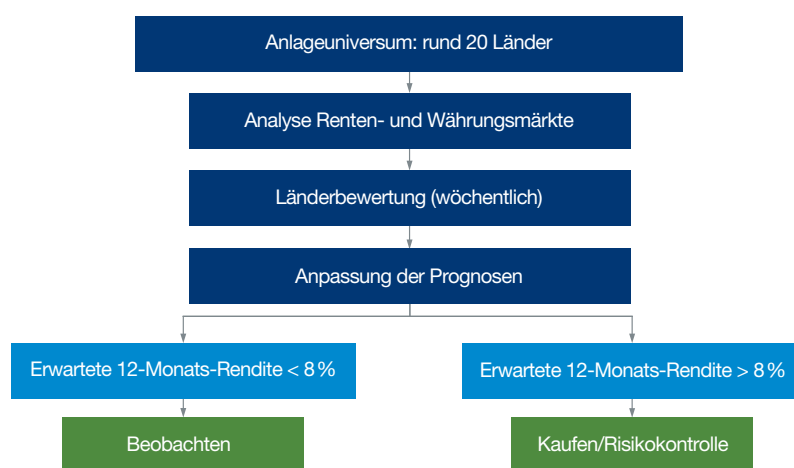 Anlageuniversum: rund 20 Länder
Analyse Renten- und Währungsmärkte
Länderbewertung (wöchentlich)
Anpassung der Prognosen
Erwartete 12-Monats-Rendite < 8 %
Erwartete 12-Monats-Rendite > 8 %
Beobachten
Kaufen/Risikokontrolle